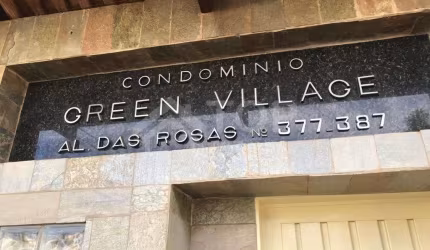 CONDOMINIO
GREEN VILLAGE
AL. DAS ROSAS Nº 377-387